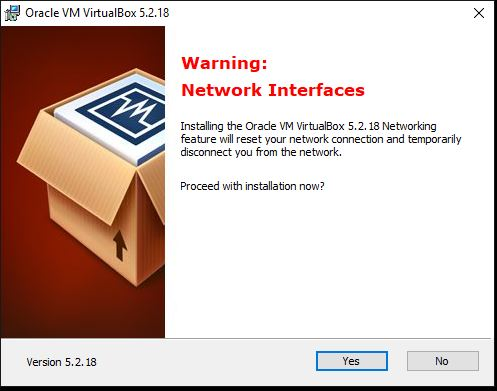 Oracle VM VirtualBox 5.2.18
Warning:
Network Interfaces
Installing the Oracle VM VirtualBox 5.2.18 Networking
feature will reset your network connection and temporarily
disconnect you from the network.
Proceed with installation now?
Version 5.2.18
Yes
No